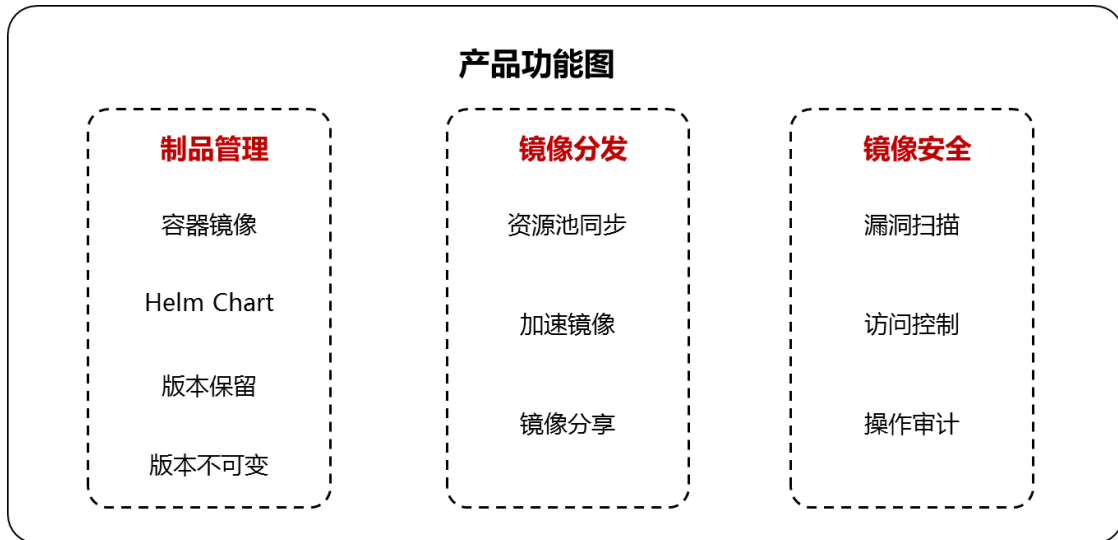 产品功能图
制品管理
容器镜像
Helm Chart
版本保留
版本不可变
镜像分发
资源池同步
加速镜像
镜像分享
镜像安全
漏洞扫描
访问控制
操作审计